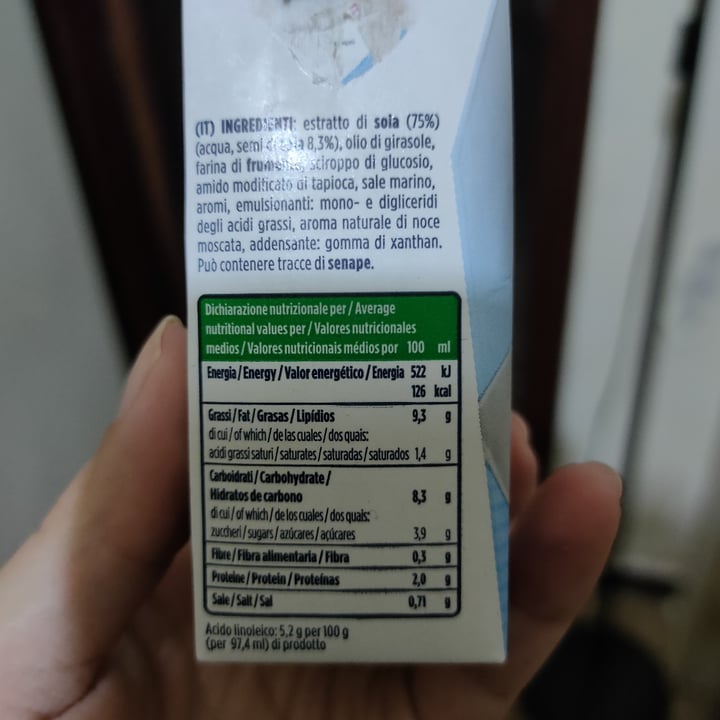 (IT) INGREDIENTI: estratto di soia (75%)
(acqua, semi di soia 8,3%), olio di girasole,
farina di frumento, sciroppo di glucosio,
amido modificato di tapioca, sale marino,
aromi, emulsionanti: mono- e digliceridi
degli acidi grassi, aroma naturale di noce
moscata, addensante: gomma di xanthan.
Può contenere tracce di senape.
Dichiarazione nutrizionale per / Average
nutritional values per / Valores nutricionales
medios / Valores nutricionais médios por 100 ml
Energia / Energy / Valor energético / Energia 522 kJ
126 kcal
Grassi / Fat / Grasas / Lipídios 9,3 g
di cui / of which / de las cuales / dos quais:
acidi grassi saturi / saturates / saturadas / saturados 1,4 g
Carboidrati / Carbohydrate /
Hidratos de carbono 8,3 g
di cui / of which / de los cuales / dos quais:
zuccheri / sugars / azúcares / açúcares 3,9 g
Fibre / Fibra alimentaria / Fibra 0,3 g
Proteine / Protein / Proteínas 2,0 g
Sale / Salt / Sal 0,71 g
Acido linoleico: 5,2 g per 100 g
(per 97,4 ml) di prodotto